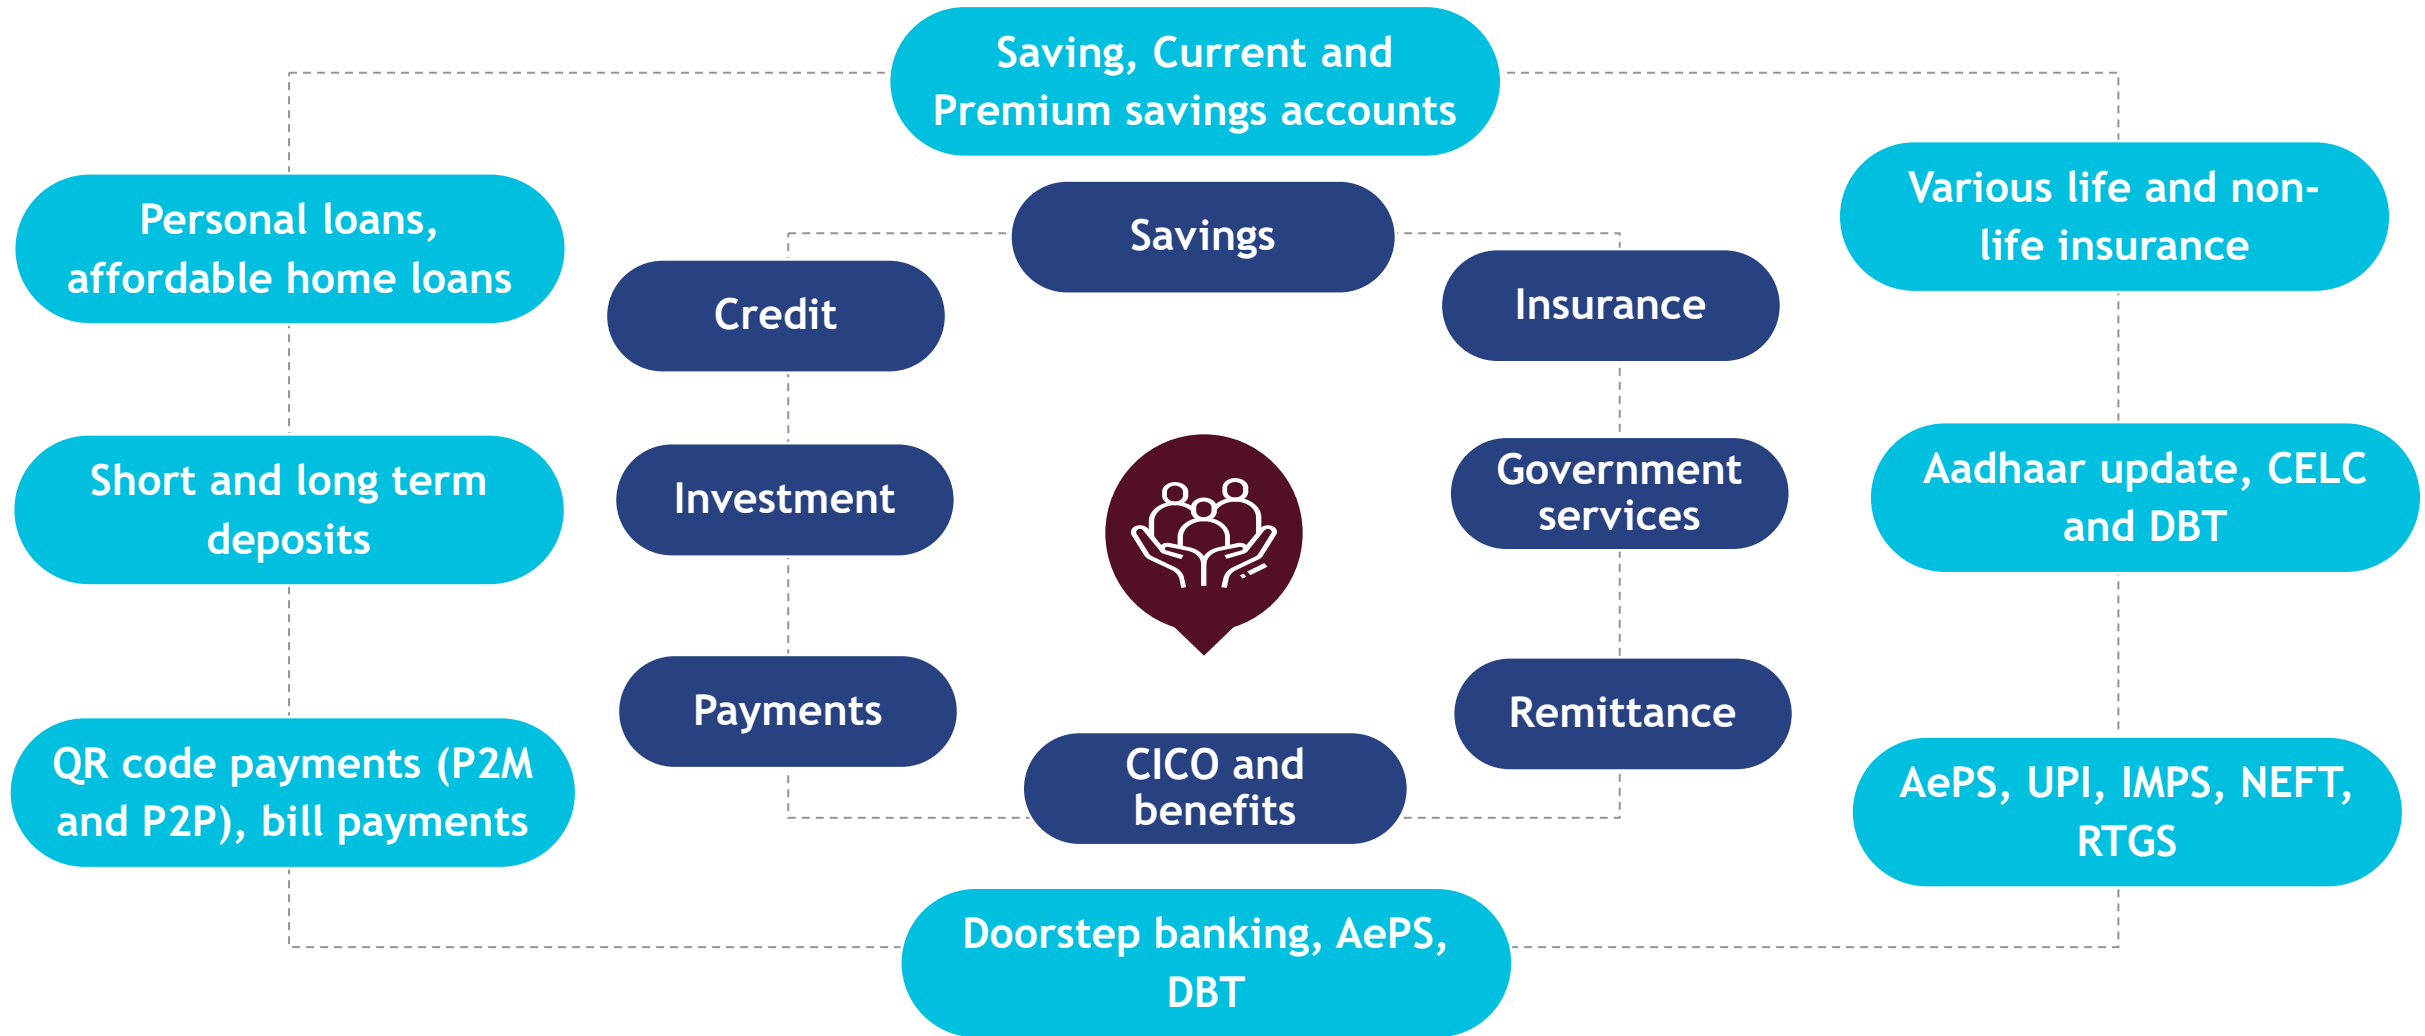 Saving, Current and
Premium savings accounts
Personal loans,
affordable home loans
Various life and non-
life insurance
Savings
Credit
Insurance
Short and long term
deposits
Investment
Government
services
Aadhaar update, CELC
and DBT
Payments
Remittance
QR code payments (P2M
and P2P), bill payments
CICO and
benefits
AePS, UPI, IMPS, NEFT,
RTGS
Doorstep banking, AePS,
DBT